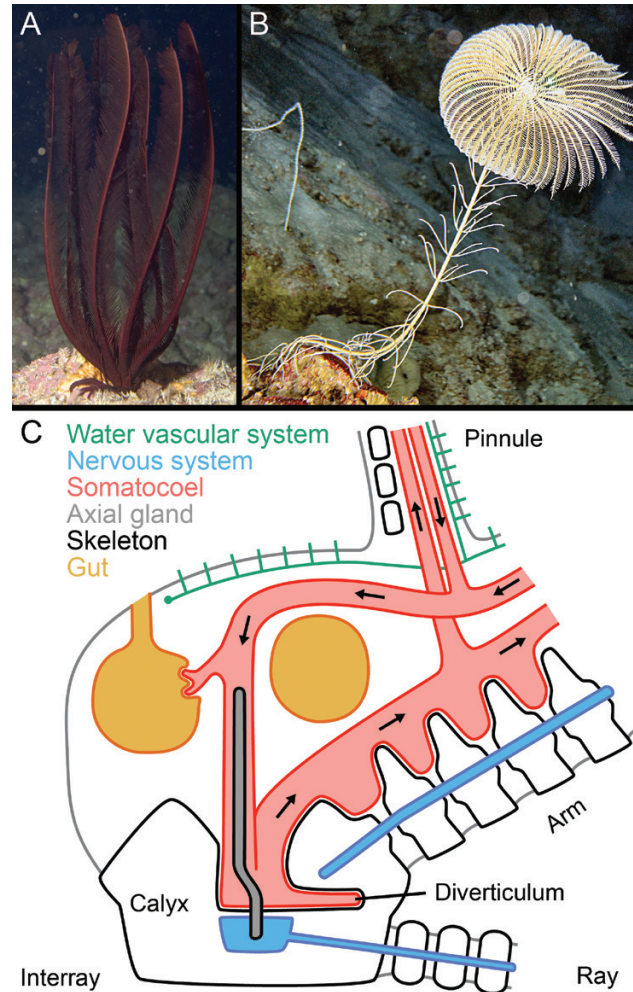 A
B
C
Water vascular system
Nervous system
Somatocoel
Axial gland
Skeleton
Gut
Pinnule
Arm
Diverticulum
Calyx
Interray
Ray